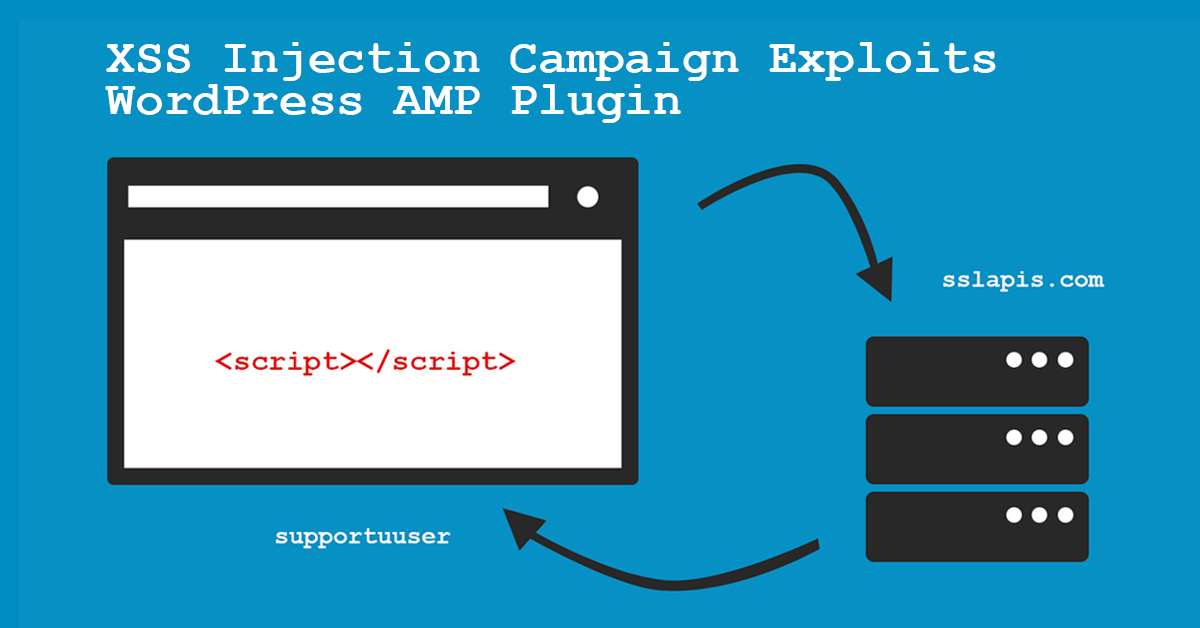 XSS Injection Campaign Exploits
WordPress AMP Plugin
sslapis.com
<script></script>
supportuuser